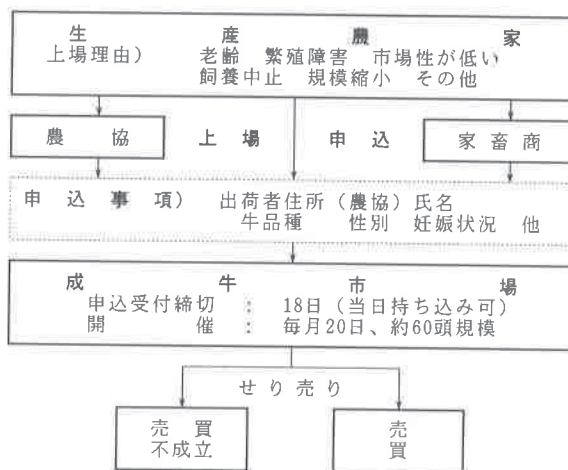 生産農家
上場理由) 老齢 繁殖障害 市場性が低い
飼養中止 規模縮小 その他
農協 上場 申込 家畜商
申込事項) 出荷者住所(農協)氏名
牛品種 性別 妊娠状況 他
成牛市場
申込受付締切 : 18日(当日持ち込み可)
開催 : 毎月20日、約60頭規模
せり売り
売買
不成立
売
買